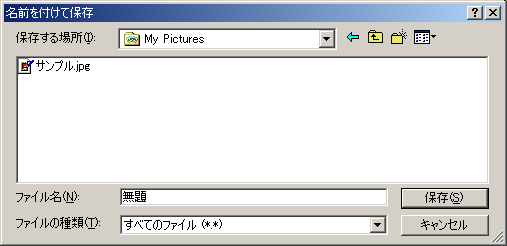 名前を付けて保存
保存する場所(I): My Pictures
サンプル.jpg
ファイル名(N): 無題 保存(S)
ファイルの種類(T): すべてのファイル (*.*) キャンセル